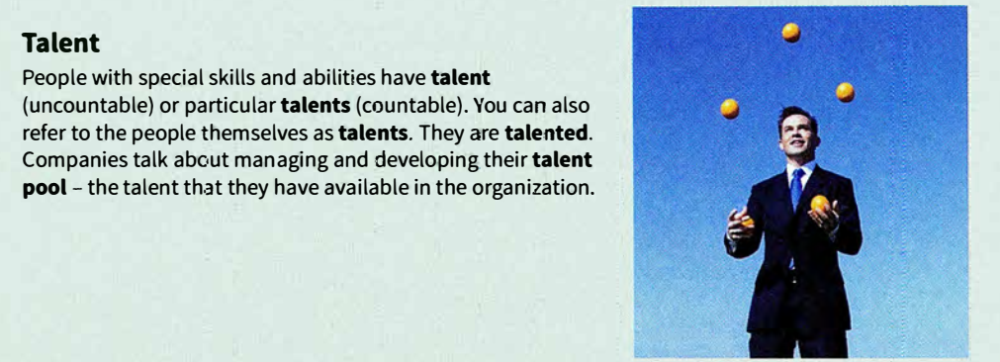 Talent
People with special skills and abilities have talent
(uncountable) or particular talents (countable). You can also
refer to the people themselves as talents. They are talented.
Companies talk about managing and developing their talent
pool – the talent that they have available in the organization.